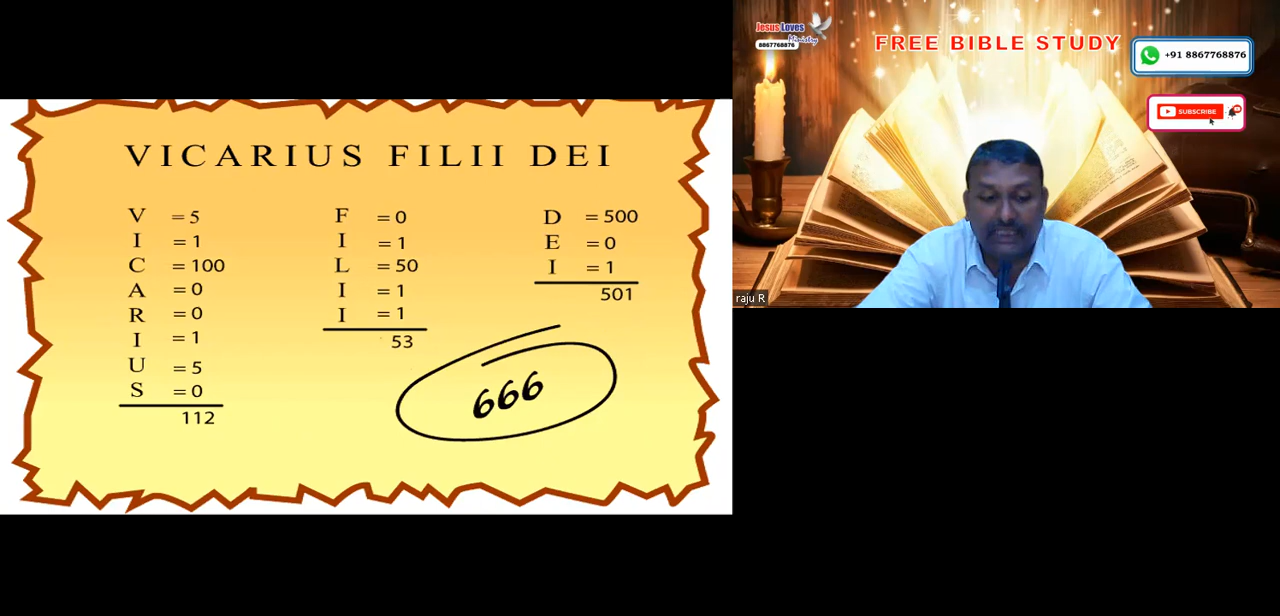 VICARIUS FILII DEI
V = 5
I = 1
C = 100
A = 0
R = 0
I = 1
U = 5
S = 0
112
F = 0
I = 1
L = 50
I = 1
I = 1
53
D = 500
E = 0
I = 1
501
666
Jesus Loves
Ministry
8867768876
FREE BIBLE STUDY
+91 8867768876
SUBSCRIBE
raju R